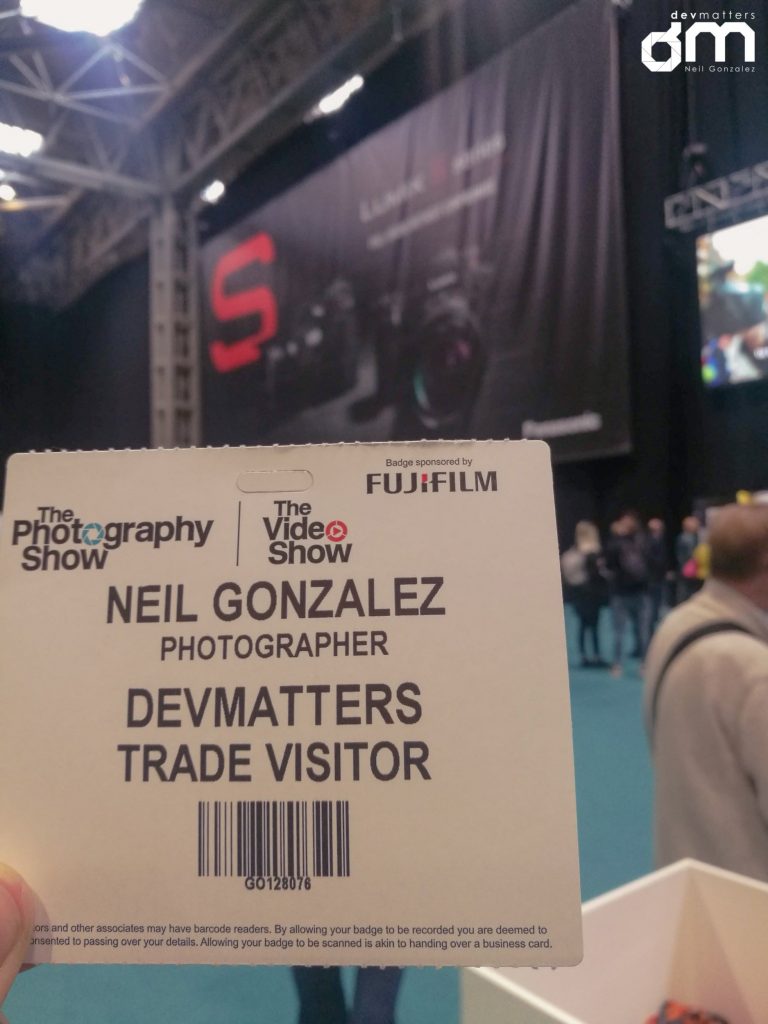 devmatters
dm
Neil Gonzalez
LUMIX S SERIES
S
Panasonic
Badge sponsored by
FUJIFILM
The Photography Show
The Video Show
NEIL GONZALEZ
PHOTOGRAPHER
DEVMATTERS
TRADE VISITOR
GO128076
ors and other associates may have barcode readers. By allowing your badge to be recorded you are deemed to
onsented to passing over your details. Allowing your badge to be scanned is akin to handing over a business card.